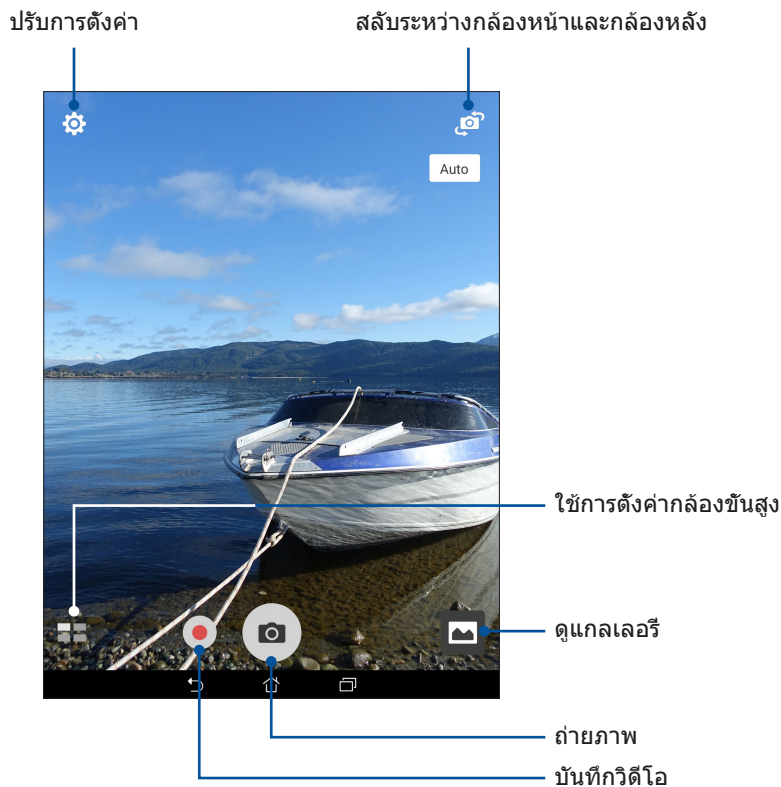 ปรับการตั้งค่า
สลับระหว่างกล้องหน้าและกล้องหลัง
Auto
ใช้การตั้งค่ากล้องขั้นสูง
ดูแกลเลอรี
ถ่ายภาพ
บันทึกวิดีโอ